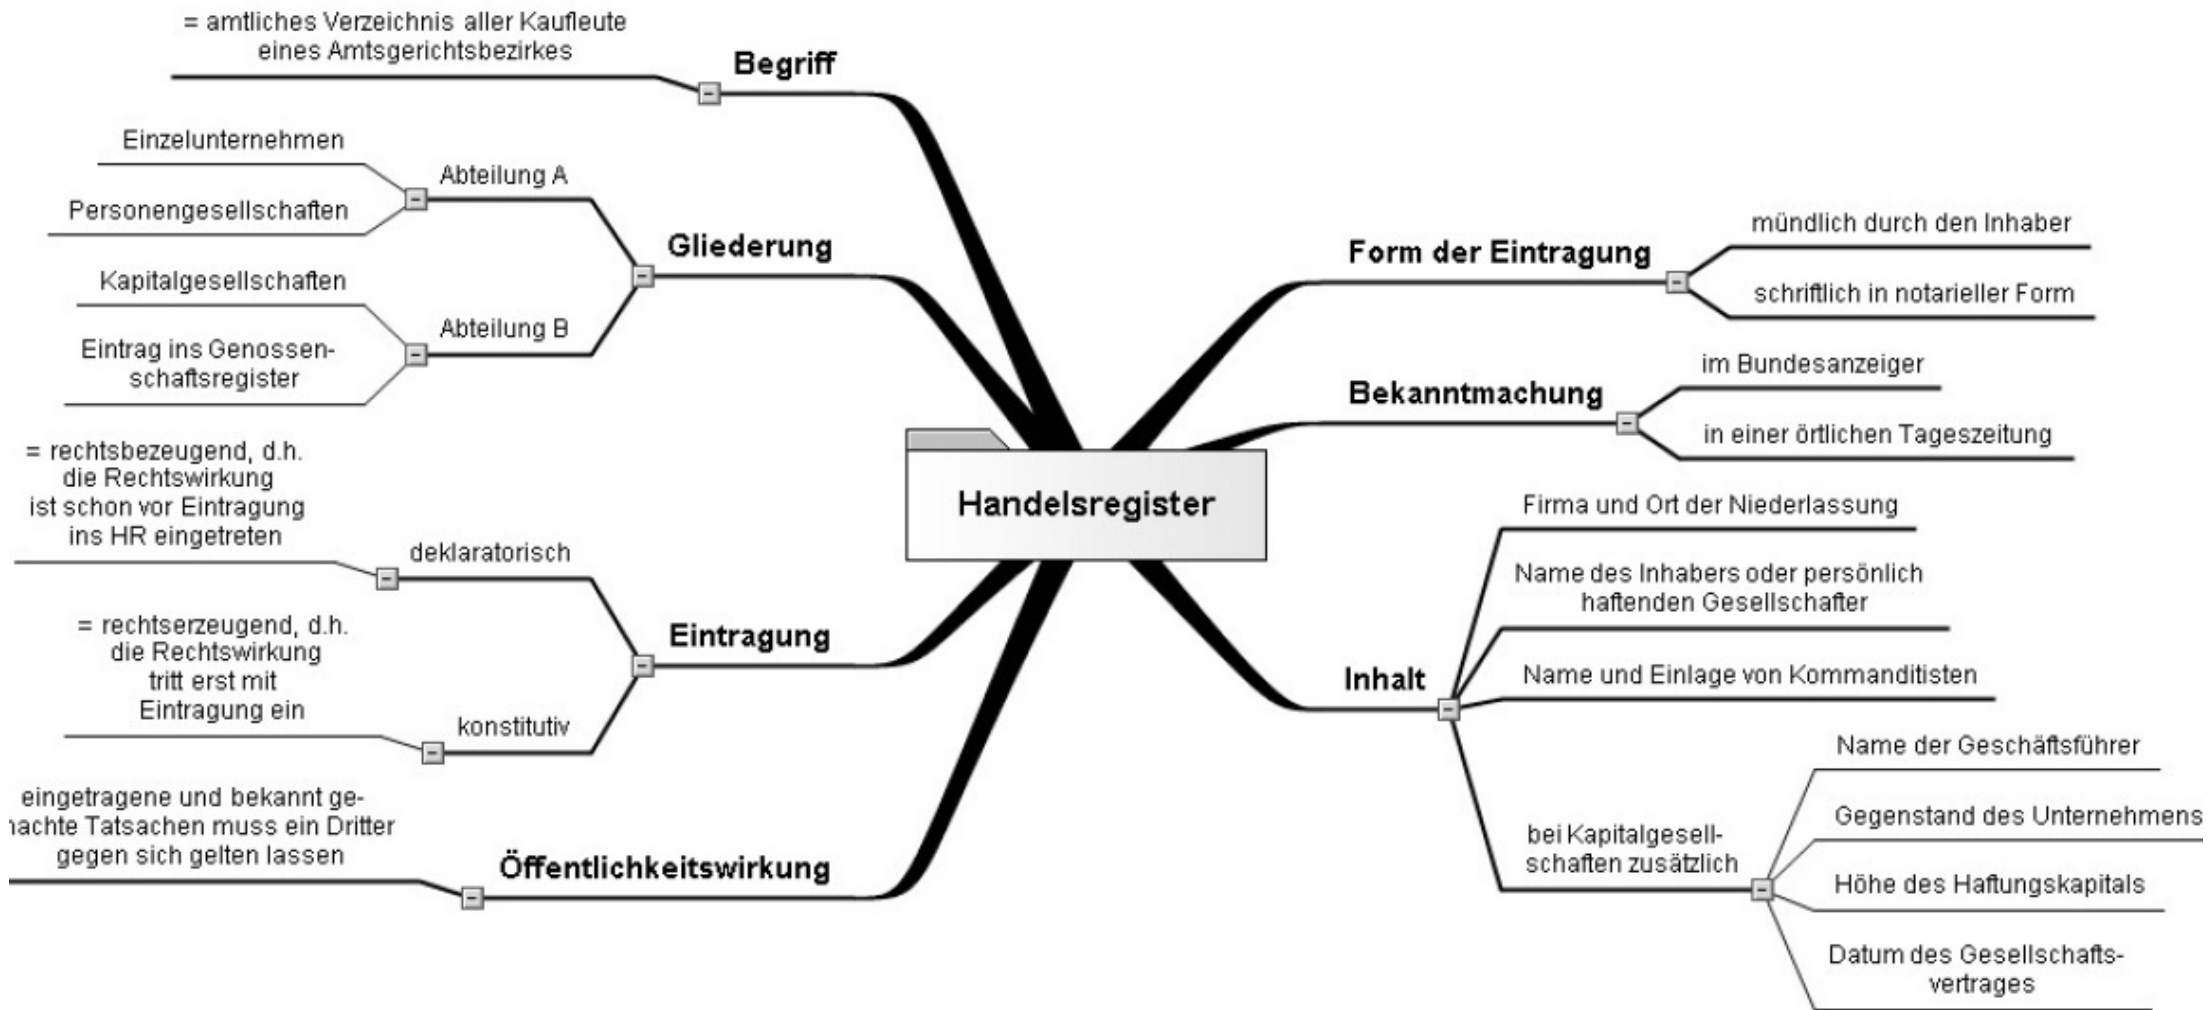 = amtliches Verzeichnis aller Kaufleute
eines Amtsgerichtsbezirkes
Begriff
Einzelunternehmen
Personengesellschaften
Abteilung A
Kapitalgesellschaften
Eintrag ins Genossen-
schaftsregister
Abteilung B
Gliederung
= rechtsbezeugend, d.h.
die Rechtswirkung
ist schon vor Eintragung
ins HR eingetreten
deklaratorisch
= rechtserzeugend, d.h.
die Rechtswirkung
tritt erst mit
Eintragung ein
konstitutiv
Eintragung
eingetragene und bekannt ge-
nachte Tatsachen muss ein Dritter
gegen sich gelten lassen
Öffentlichkeitswirkung
Handelsregister
Form der Eintragung
mündlich durch den Inhaber
schriftlich in notarieller Form
Bekanntmachung
im Bundesanzeiger
in einer örtlichen Tageszeitung
Inhalt
Firma und Ort der Niederlassung
Name des Inhabers oder persönlich
haftenden Gesellschafter
Name und Einlage von Kommanditisten
bei Kapitalgesell-
schaften zusätzlich
Name der Geschäftsführer
Gegenstand des Unternehmens
Höhe des Haftungskapitals
Datum des Gesellschafts-
vertrages